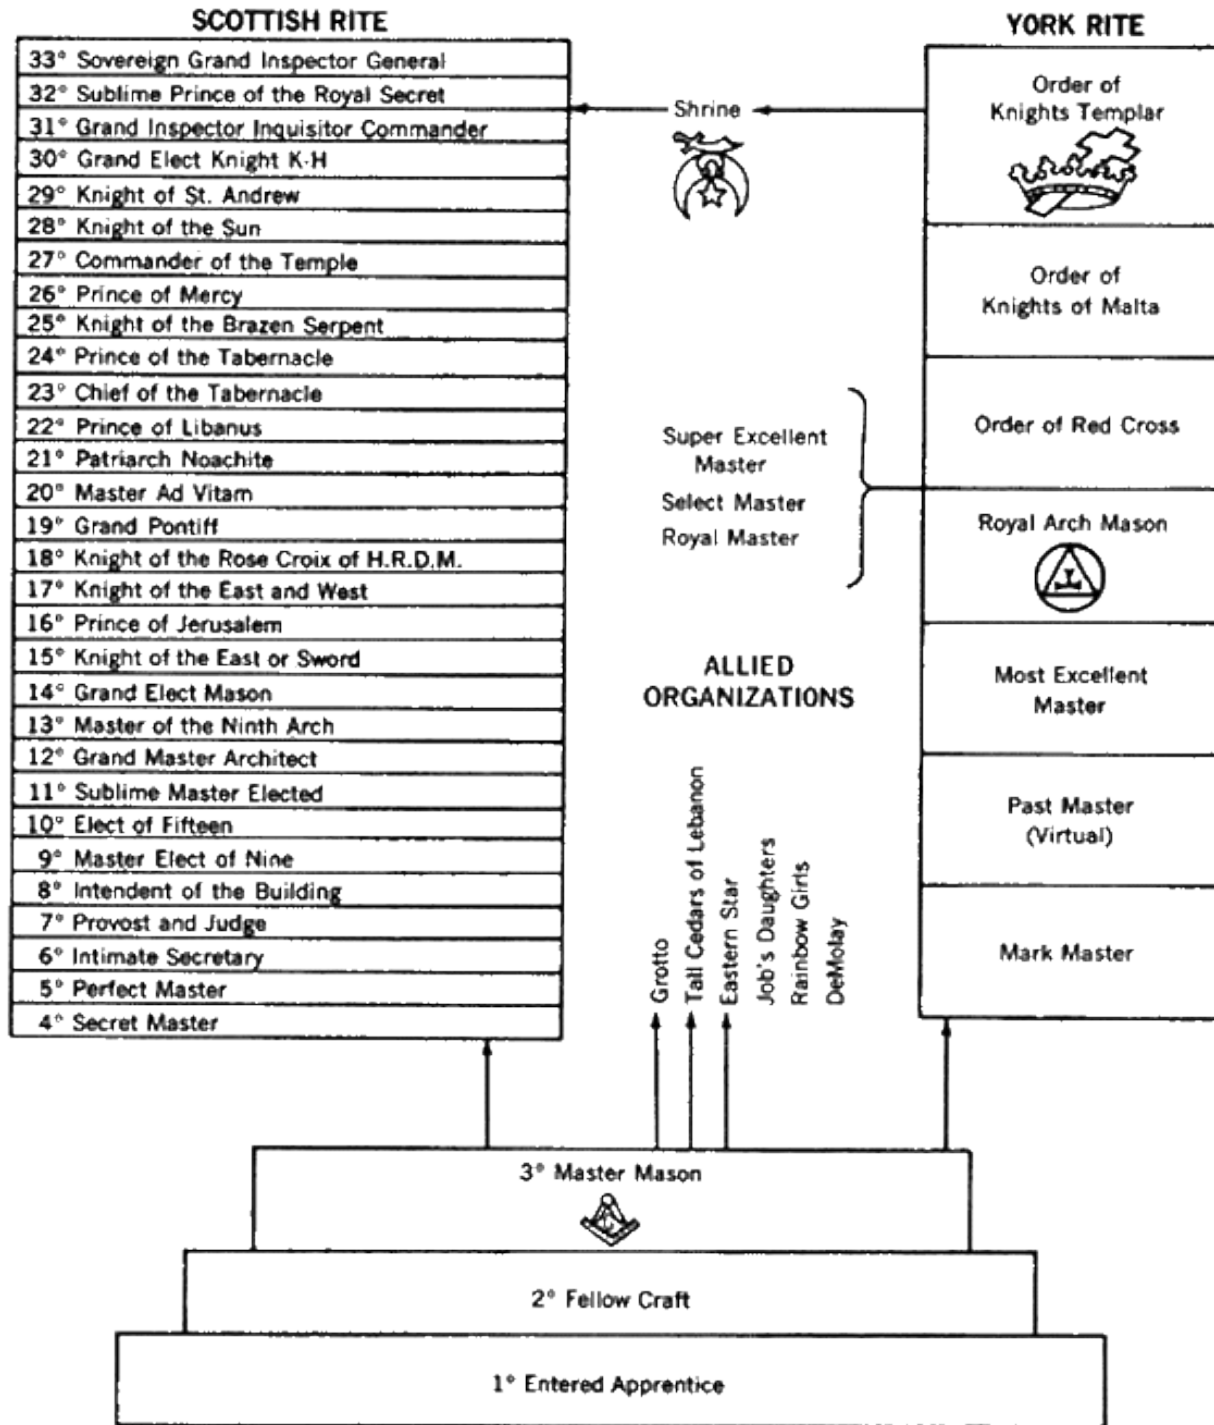 SCOTTISH RITE
33° Sovereign Grand Inspector General
32° Sublime Prince of the Royal Secret
31° Grand Inspector Inquisitor Commander
30° Grand Elect Knight K-H
29° Knight of St. Andrew
28° Knight of the Sun
27° Commander of the Temple
26° Prince of Mercy
25° Knight of the Brazen Serpent
24° Prince of the Tabernacle
23° Chief of the Tabernacle
22° Prince of Libanus
21° Patriarch Noachite
20° Master Ad Vitam
19° Grand Pontiff
18° Knight of the Rose Croix of H.R.D.M.
17° Knight of the East and West
16° Prince of Jerusalem
15° Knight of the East or Sword
14° Grand Elect Mason
13° Master of the Ninth Arch
12° Grand Master Architect
11° Sublime Master Elected
10° Elect of Fifteen
9° Master Elect of Nine
8° Intendent of the Building
7° Provost and Judge
6° Intimate Secretary
5° Perfect Master
4° Secret Master
Shrine
Super Excellent
Master
Select Master
Royal Master
ALLIED
ORGANIZATIONS
Grotto
Tall Cedars of Lebanon
Eastern Star
Job's Daughters
Rainbow Girls
DeMolay
YORK RITE
Order of
Knights Templar
Order of
Knights of Malta
Order of Red Cross
Royal Arch Mason
Most Excellent
Master
Past Master
(Virtual)
Mark Master
3° Master Mason
2° Fellow Craft
1° Entered Apprentice